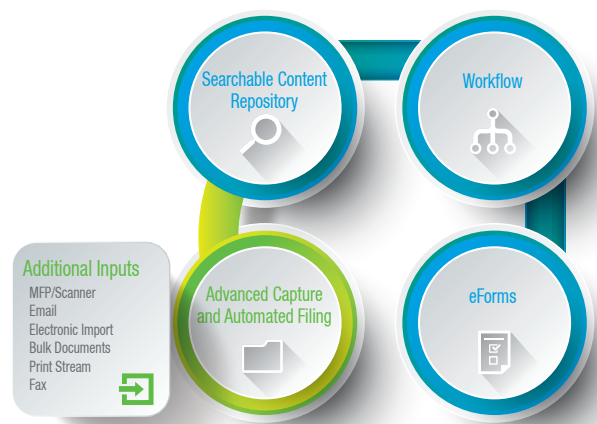 Searchable Content
Repository
Workflow
Additional Inputs
MFP/Scanner
Email
Electronic Import
Bulk Documents
Print Stream
Fax
Advanced Capture
and Automated Filing
eForms